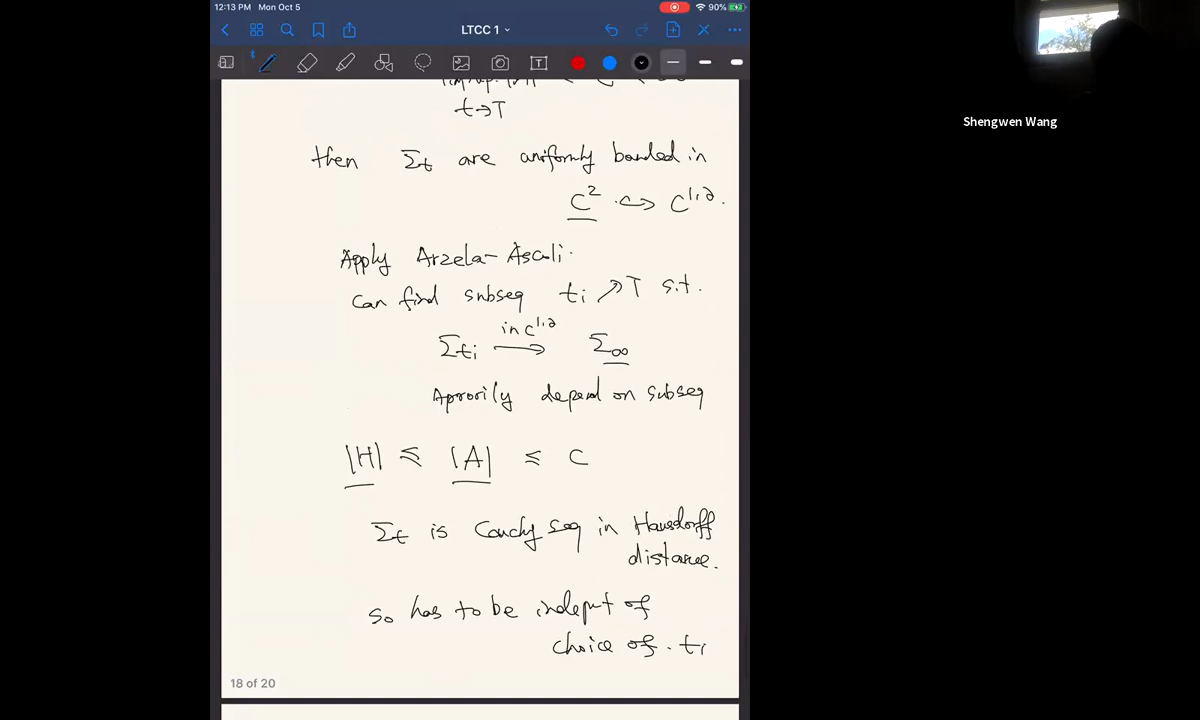 12:13 PM Mon Oct 5
90%
LTCC 1
T
t→T
then Σt are uniformly bounded in
C² ↪ C^{1,α}.
Apply Arzela-Ascoli.
can find subseq ti ↗ T s.t.
Σti → in C^{1,α} Σ∞
Aprorily depend on subseq
|H| ≤ |A| ≤ C
Σt is Cauchy seq in Hausdorff
distance.
so has to be indept of
choice of ti
18 of 20
Shengwen Wang